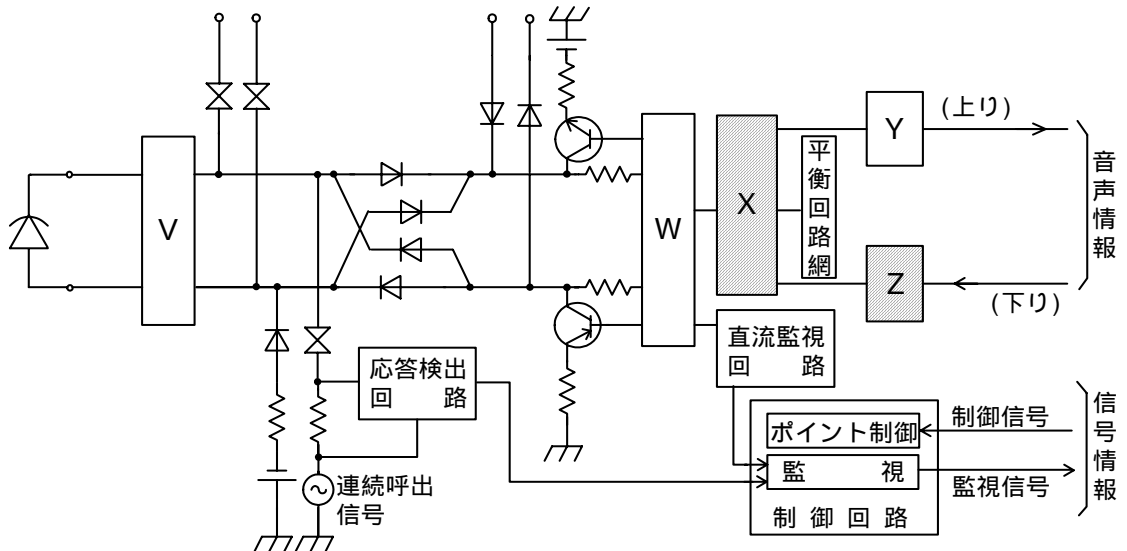 V
応答検出
回　　路
連続呼出
信号
W
X
平衡回路網
Y
(上り)
Z
(下り)
音声情報
直流監視
回　　路
ポイント制御
監　　視
制 御 回 路
制御信号
監視信号
信号情報